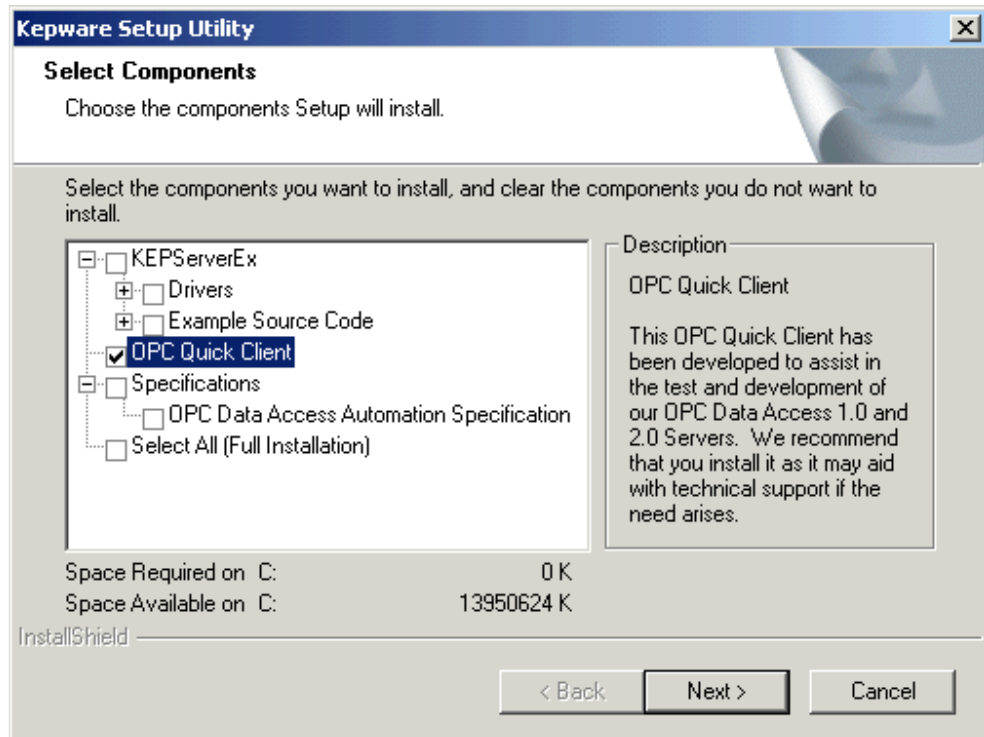 Kepware Setup Utility
Select Components
Choose the components Setup will install.
Select the components you want to install, and clear the components you do not want to
install.
KEPServerEx
Drivers
Example Source Code
OPC Quick Client
Specifications
OPC Data Access Automation Specification
Select All (Full Installation)
Description
OPC Quick Client
This OPC Quick Client has
been developed to assist in
the test and development of
our OPC Data Access 1.0 and
2.0 Servers.  We recommend
that you install it as it may aid
with technical support if the
need arises.
Space Required on  C: 0 K
Space Available on  C: 13950624 K
InstallShield
< Back Next > Cancel